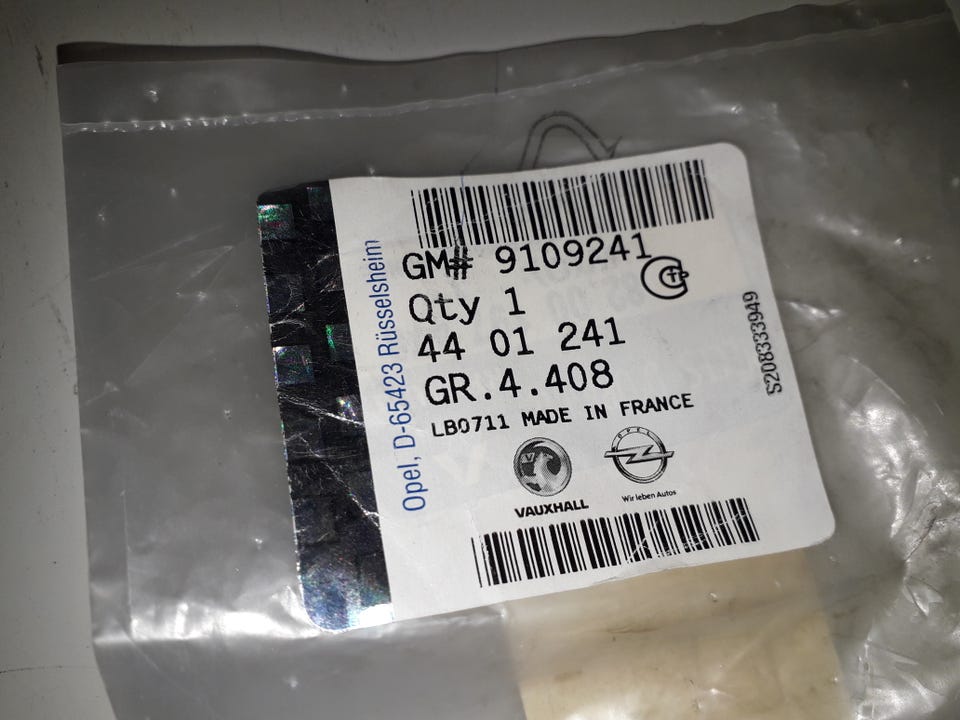 GM# 9109241
Qty 1
44 01 241
GR.4.408
LB0711 MADE IN FRANCE
VAUXHALL
OPEL
Wir leben Autos
Opel, D-65423 Rüsselsheim
S208333949